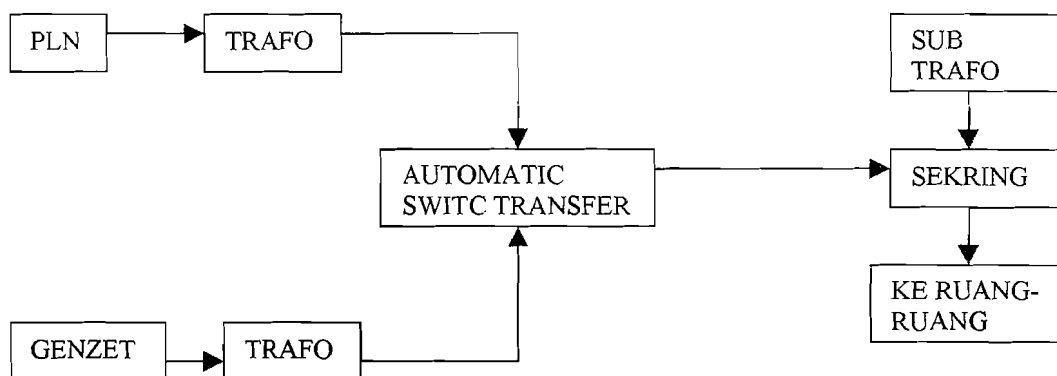 PLN
TRAFO
SUB
TRAFO
AUTOMATIC
SWITC TRANSFER
SEKRING
KE RUANG-
RUANG
GENZET
TRAFO